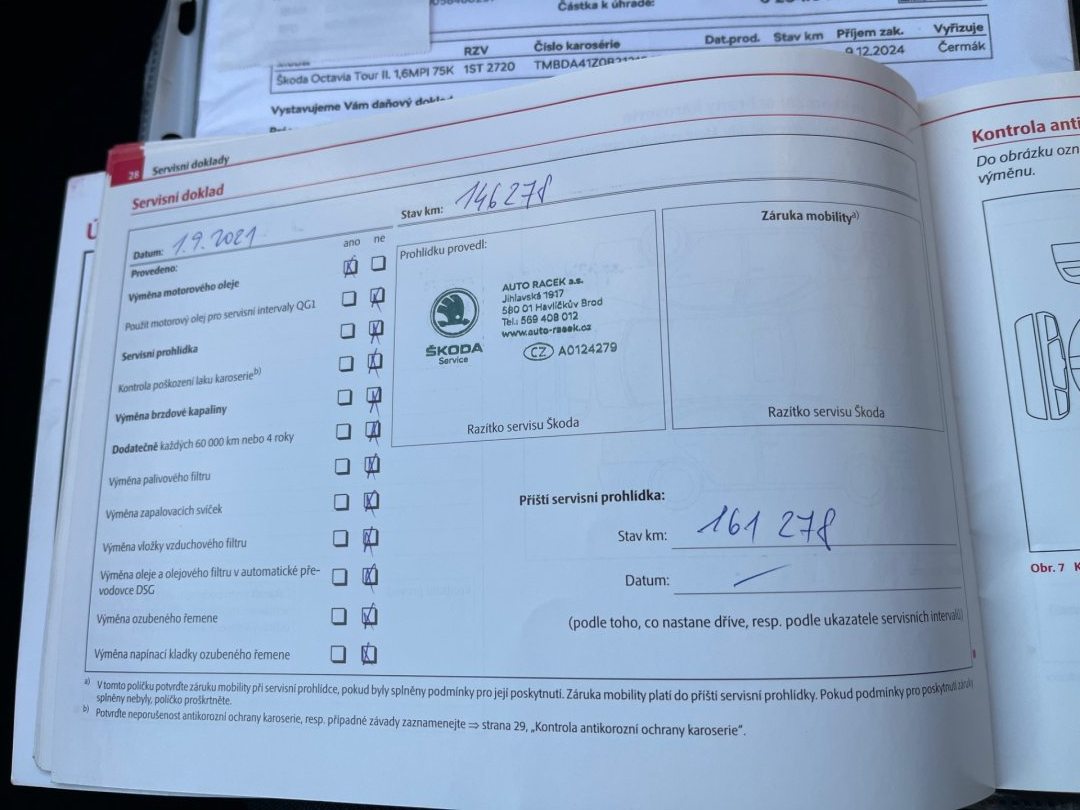 Částka k úhradě:
RZV Číslo karosérie Dat.prod. Stav km Příjem zak. Vyřizuje
Škoda Octavia Tour II. 1,6MPI 75K 1ST 2720 9.12.2024 Čermák
Vystavujeme Vám daňový
28 Servisní doklady
Servisní doklad
Datum: 1.9.2021
Stav km: 146 278
Provedeno: ano ne
Výměna motorového oleje
Použit motorový olej pro servisní intervaly QG1
Servisní prohlídka
Kontrola poškození laku karoserie b)
Výměna brzdové kapaliny
Dodatečně každých 60 000 km nebo 4 roky
Výměna palivového filtru
Výměna zapalovacích svíček
Výměna vložky vzduchového filtru
Výměna oleje a olejového filtru v automatické pře-
vodovce DSG
Výměna ozubeného řemene
Výměna napínací kladky ozubeného řemene
Prohlídku provedl:
AUTO RACEK a.s.
Jihlavská 1917
580 01 Havlíčkův Brod
Tel.: 569 408 012
www.auto-racek.cz
CZ A0124279
ŠKODA
Service
Razítko servisu Škoda
Záruka mobility a)
Razítko servisu Škoda
Příští servisní prohlídka:
Stav km: 161 278
Datum: –
(podle toho, co nastane dříve, resp. podle ukazatele servisních intervalů)
a) V tomto políčku potvrďte záruku mobility při servisní prohlídce, pokud byly splněny podmínky pro její poskytnutí. Záruka mobility platí do příští servisní prohlídky. Pokud podmínky pro poskytnutí záruky
splněny nebyly, políčko proškrtněte.
b) Potvrďte neporušenost antikorozní ochrany karoserie, resp. případné závady zaznamenejte ⇒ strana 29, „Kontrola antikorozní ochrany karoserie“.
Kontrola anti
Do obrázku ozn
výměnu.
Obr. 7 K